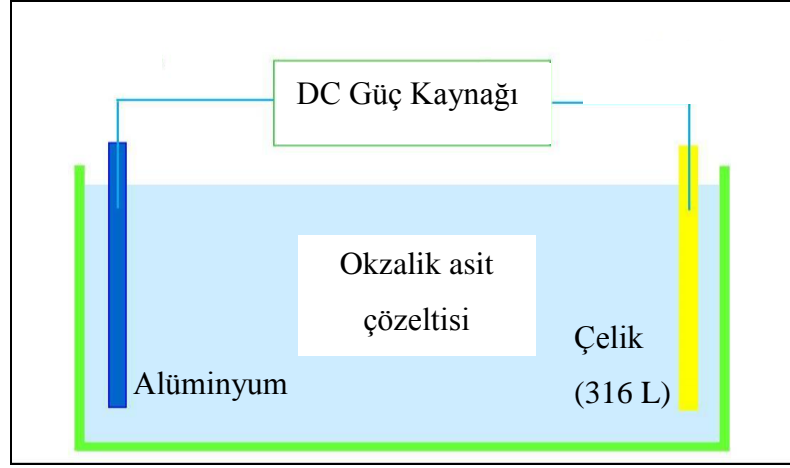 DC Güç Kaynağı
Okzalik asit
çözeltisi
Çelik
(316 L)
Alüminyum